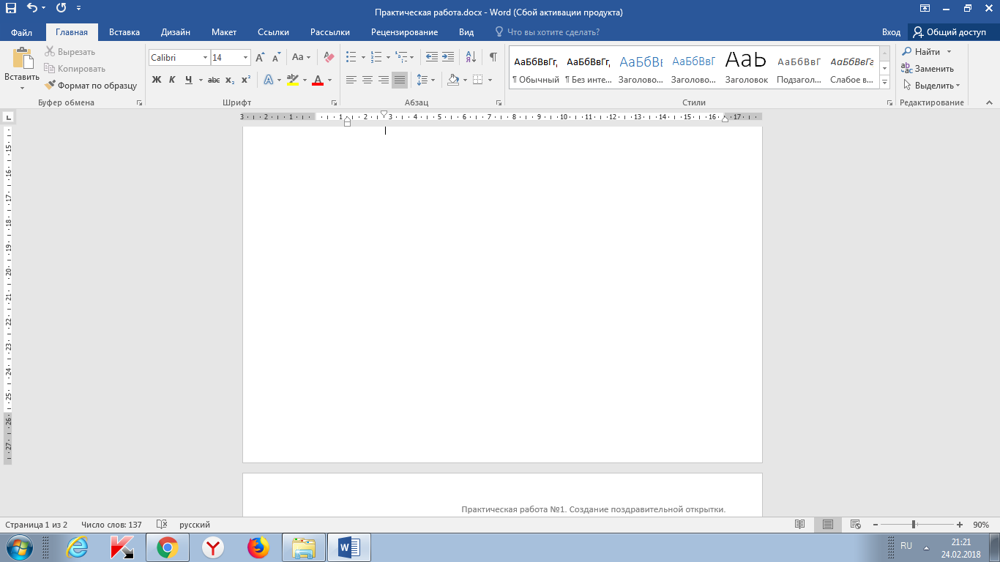 Практическая работа.docx - Word (Сбой активации продукта)
Файл Главная Вставка Дизайн Макет Ссылки Рассылки Рецензирование Вид Что вы хотите сделать? Вход Общий доступ
Вставить
Вырезать
Копировать
Формат по образцу
Буфер обмена
Calibri 14 Aa
Ж К Ч abc x₂ x²
Шрифт
Абзац
АаБбВвГг, АаБбВвГг, АаБбВ АаБбВвГ АаЬ АаБбВвГ АаБбВвГг
¶ Обычный ¶ Без инте... Заголово... Заголово... Заголовок Подзагол... Слабое в...
Стили
Найти
Заменить
Выделить
Редактирование
3 2 1 1 2 3 4 5 6 7 8 9 10 11 12 13 14 15 16 17
15
16
17
18
19
20
21
22
23
24
25
26
27
Практическая работа №1. Создание поздравительной открытки.
Страница 1 из 2 Число слов: 137 русский 90%
RU 21:21
24.02.2018